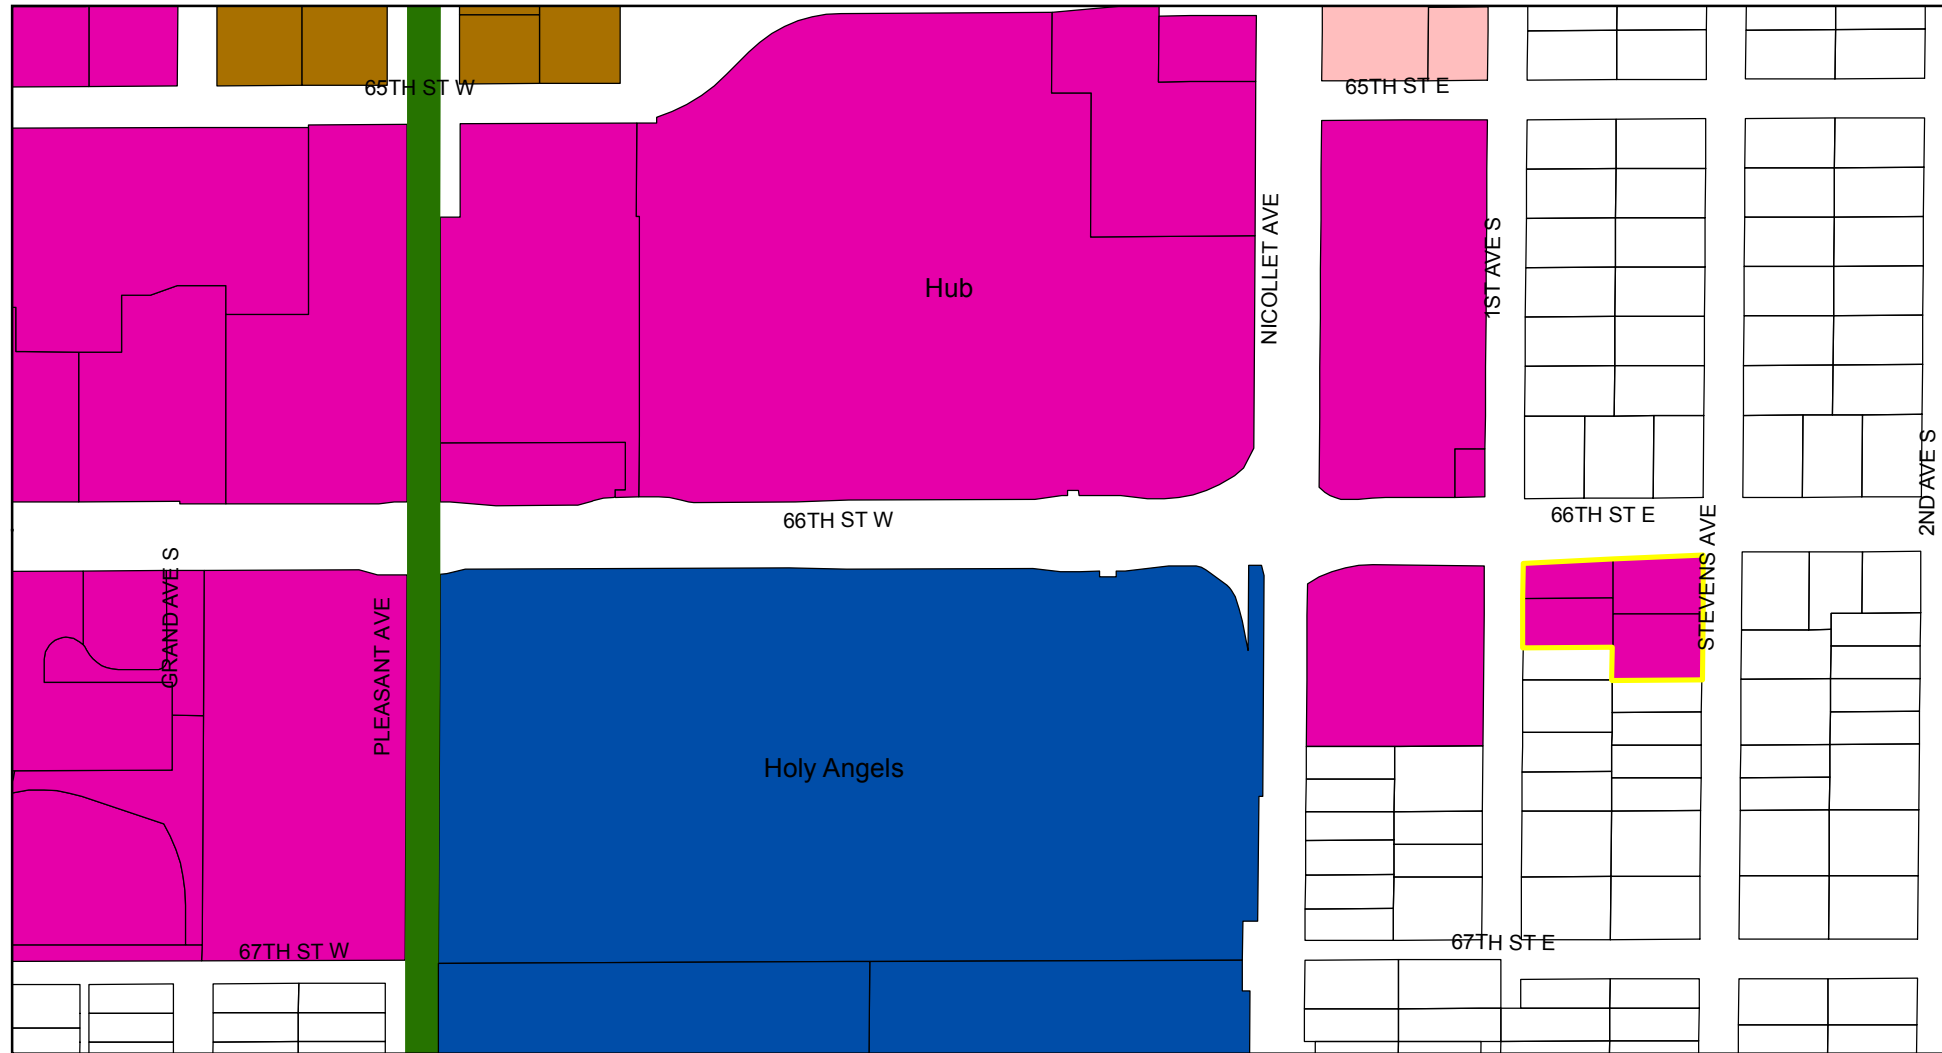 65TH ST W
65TH ST E
NICOLLET AVE
1ST AVE S
Hub
2ND AVE S
66TH ST W
66TH ST E
STEVENS AVE
GRAND AVE S
PLEASANT AVE
Holy Angels
67TH ST W
67TH ST E